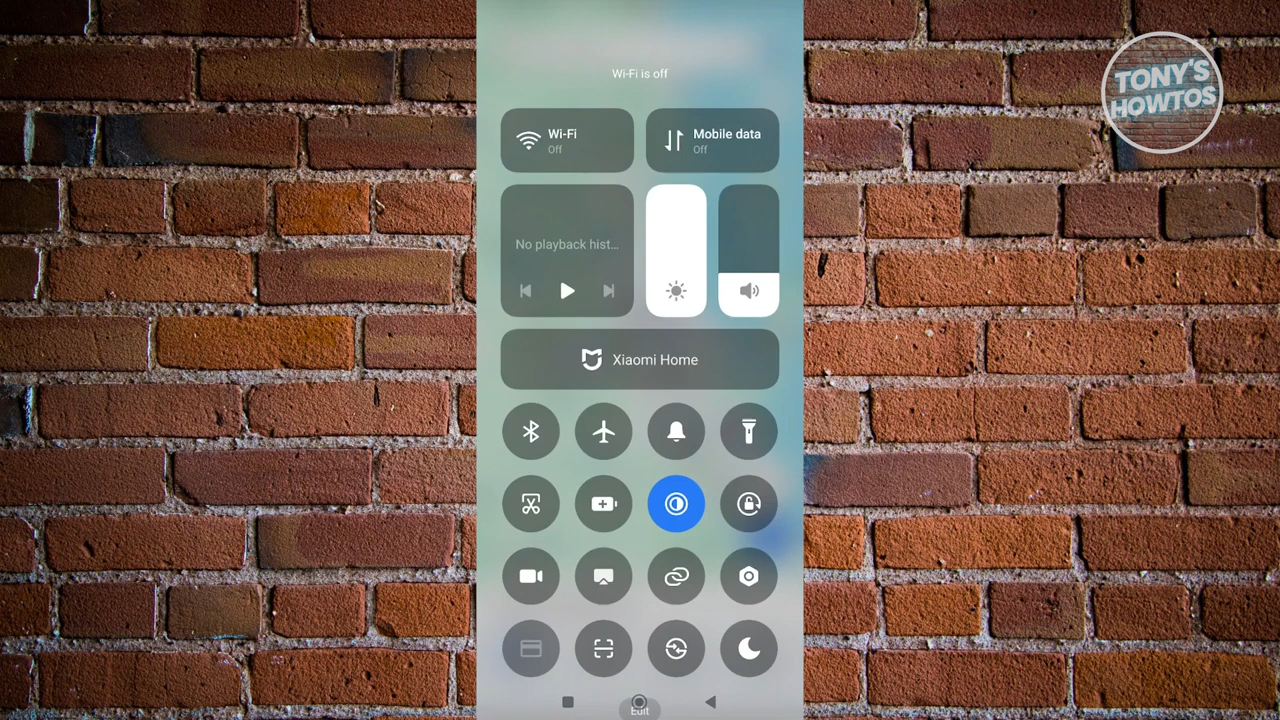 TONY'S
HOWTOS
Wi-Fi is off
Wi-Fi
Off
Mobile data
Off
No playback hist...
Xiaomi Home
Edit